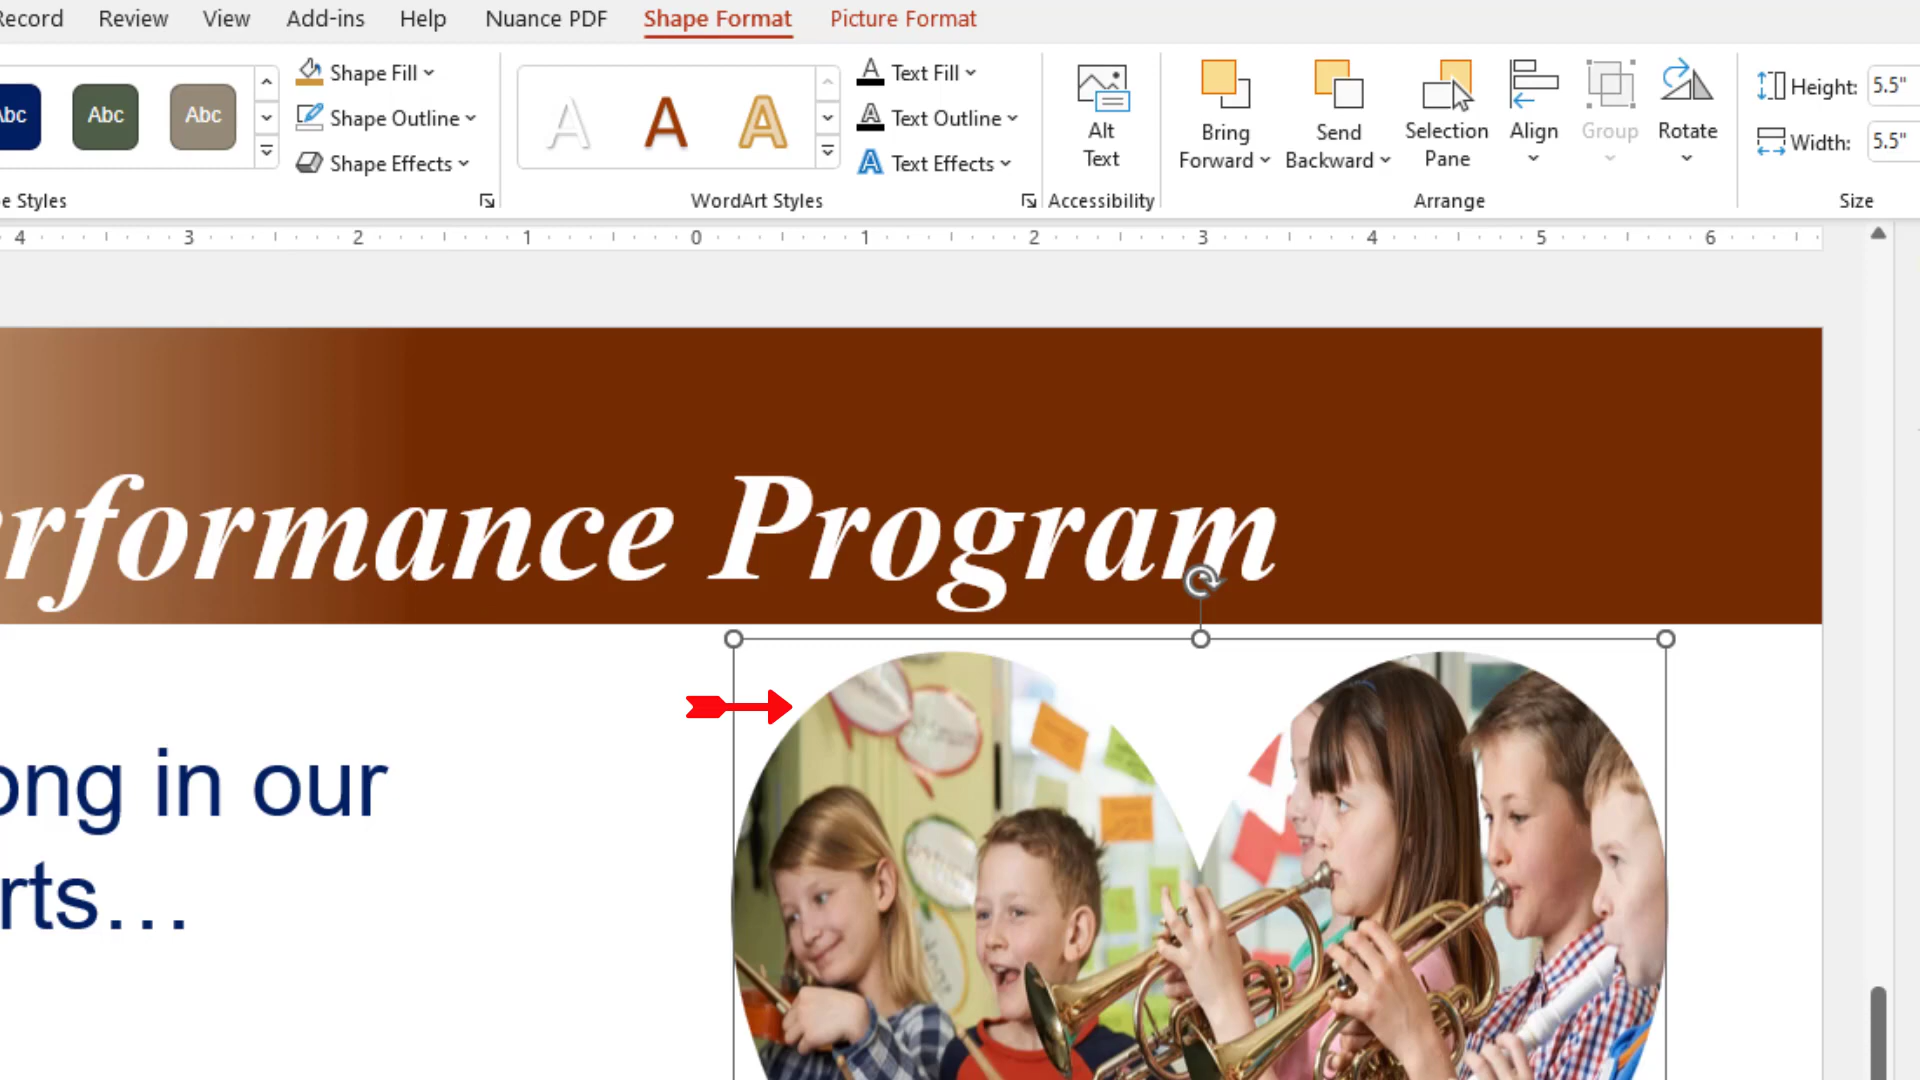 Record Review View Add-ins Help Nuance PDF Shape Format Picture Format
Abc Abc Abc
Shape Fill
Shape Outline
Shape Effects
e Styles
A A A
WordArt Styles
Text Fill
Text Outline
Text Effects
Alt
Text
Accessibility
Bring
Forward
Send
Backward
Selection
Pane
Align
Group
Rotate
Arrange
Height: 5.5"
Width: 5.5"
Size
4 3 2 1 0 1 2 3 4 5 6
erformance Program
ong in our
rts…